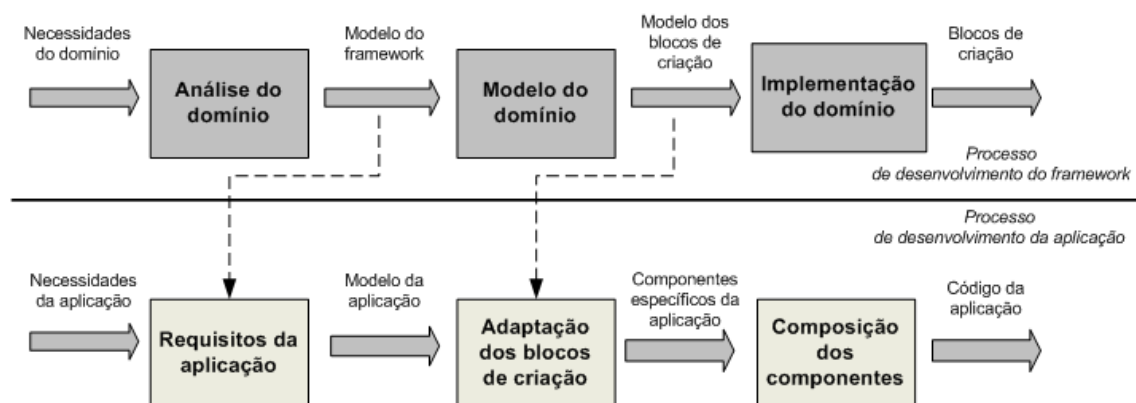 Necessidades
do domínio
Análise do
domínio
Modelo do
framework
Modelo do
domínio
Modelo dos
blocos de
criação
Implementação
do domínio
Blocos de
criação
Processo
de desenvolvimento do framework
Processo
de desenvolvimento da aplicação
Necessidades
da aplicação
Requisitos da
aplicação
Modelo da
aplicação
Adaptação
dos blocos
de criação
Componentes
específicos da
aplicação
Composição
dos
componentes
Código da
aplicação